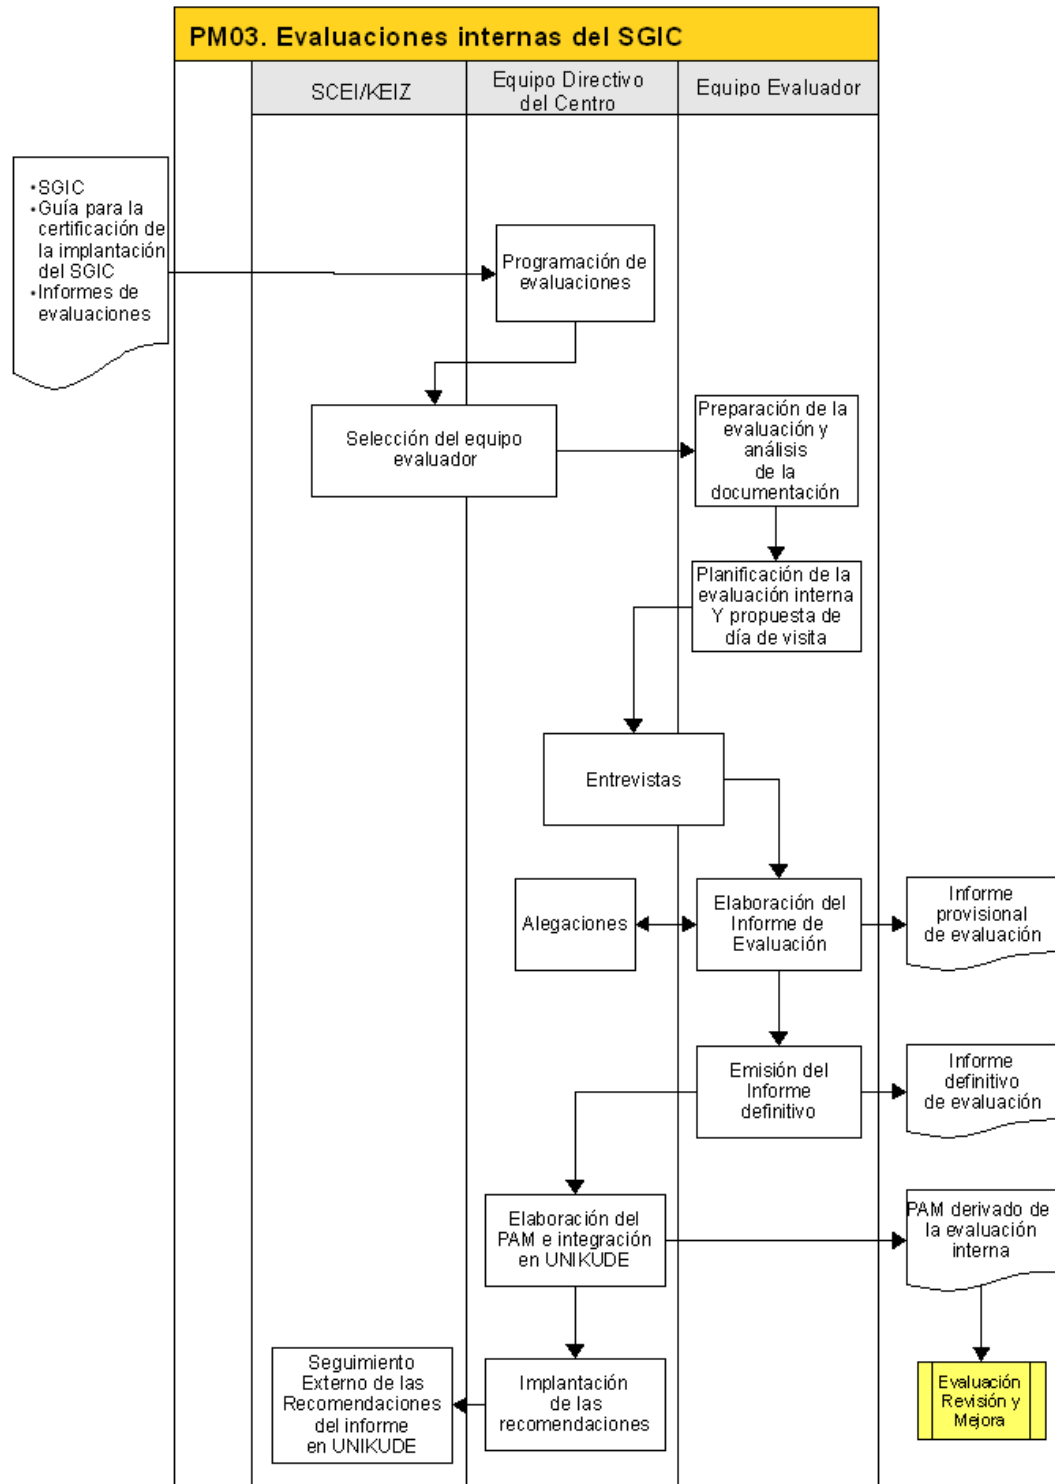 PM03. Evaluaciones internas del SGIC
SCEI/KEIZ
Equipo Directivo
del Centro
Equipo Evaluador
•SGIC
•Guía para la
certificación de
la implantación
del SGIC
•Informes de
evaluaciones
Programación de
evaluaciones
Selección del equipo
evaluador
Preparación de la
evaluación y
análisis
de la
documentación
Planificación de la
evaluación interna
Y propuesta de
día de visita
Entrevistas
Alegaciones
Elaboración del
Informe de
Evaluación
Informe
provisional
de evaluación
Emisión del
Informe
definitivo
Informe
definitivo
de evaluación
Elaboración del
PAM e integración
en UNIKUDE
PAM derivado de
la evaluación
interna
Seguimiento
Externo de las
Recomendaciones
del informe
en UNIKUDE
Implantación
de las
recomendaciones
Evaluación
Revisión y
Mejora